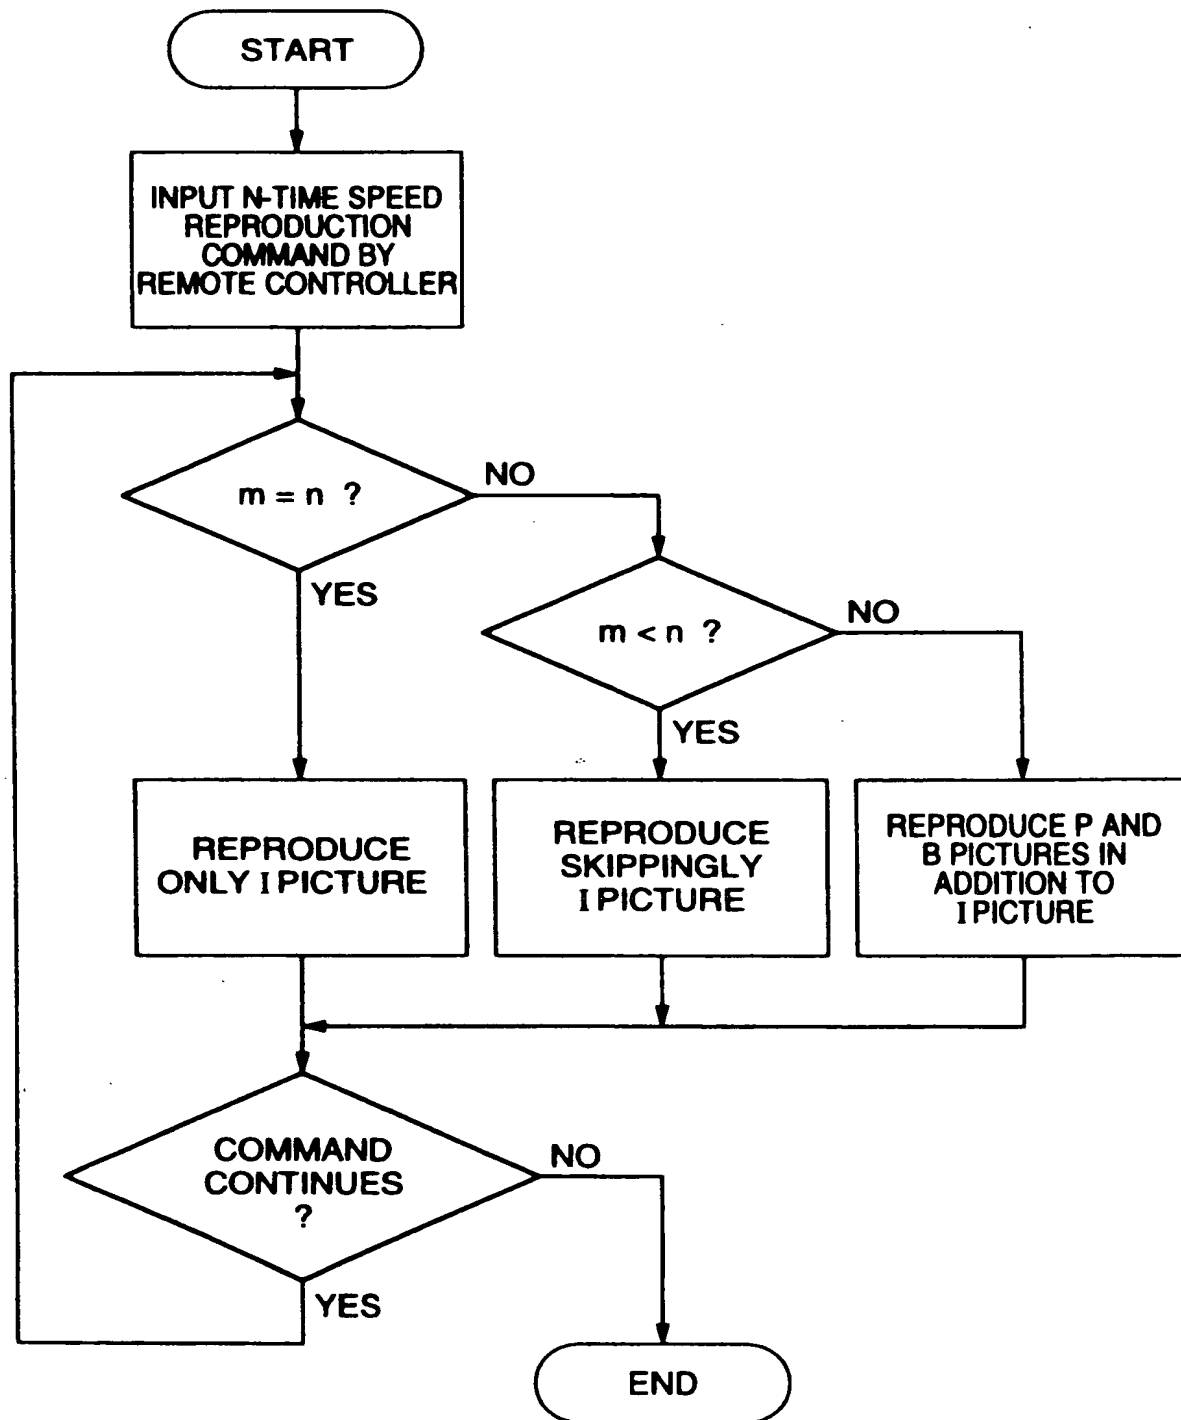 START
INPUT N-TIME SPEED
REPRODUCTION
COMMAND BY
REMOTE CONTROLLER
m = n ?
NO
YES
m < n ?
NO
YES
REPRODUCE
ONLY I PICTURE
REPRODUCE
SKIPPINGLY
I PICTURE
REPRODUCE P AND
B PICTURES IN
ADDITION TO
I PICTURE
COMMAND
CONTINUES
?
NO
YES
END